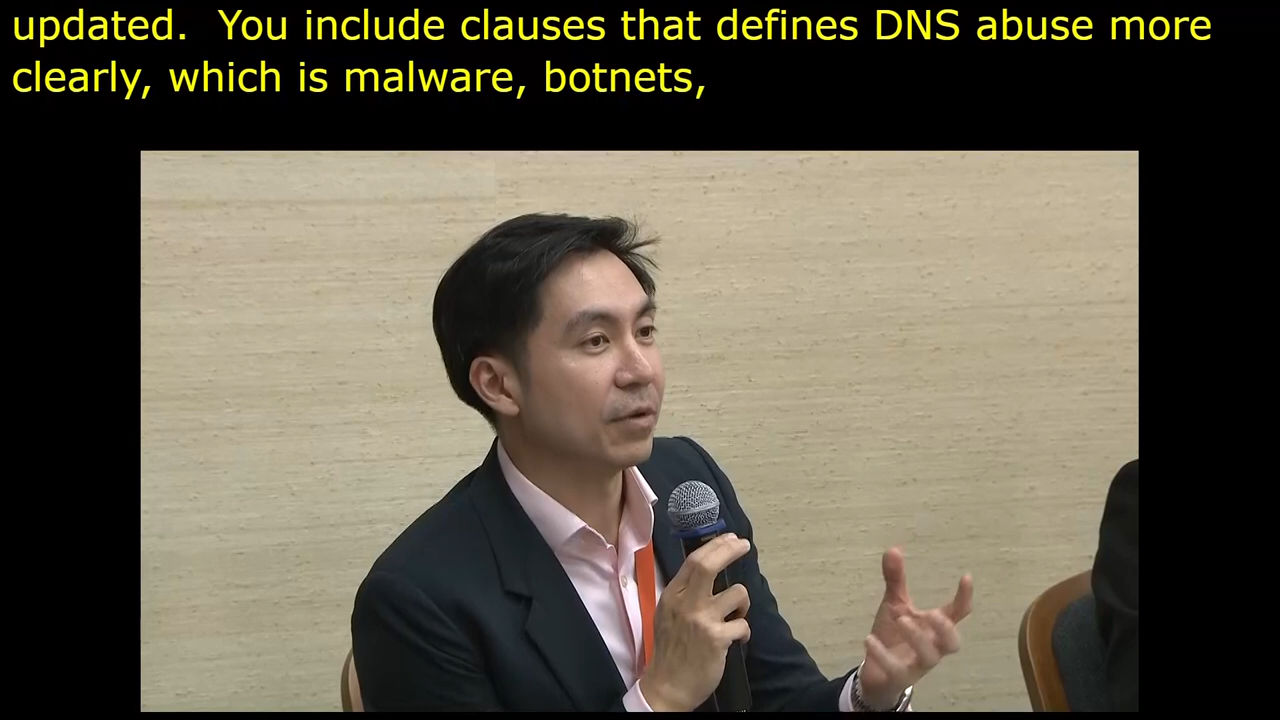 updated.  You include clauses that defines DNS abuse more
clearly, which is malware, botnets,